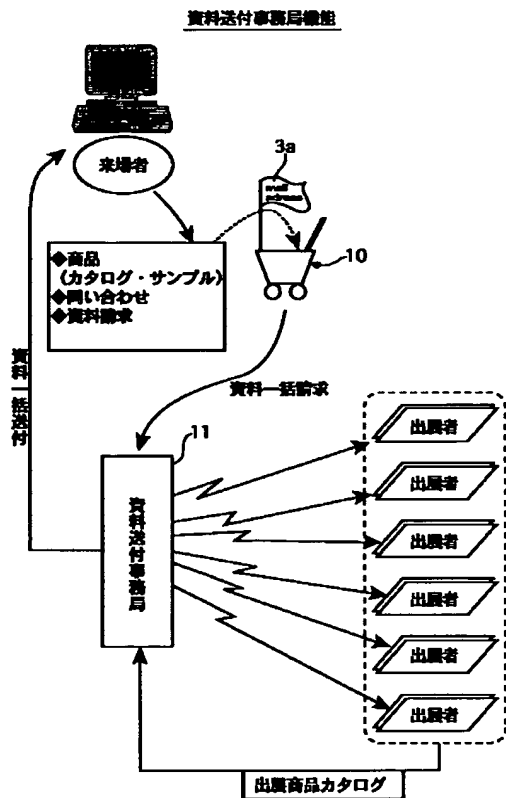 資料送付事務局機能
来場者
3a
mail
address
10
◆商品
(カタログ・サンプル)
◆問い合わせ
◆資料請求
資料一括請求
資料一括送付
11
資料送付事務局
出展者
出展者
出展者
出展者
出展者
出展者
出展商品カタログ